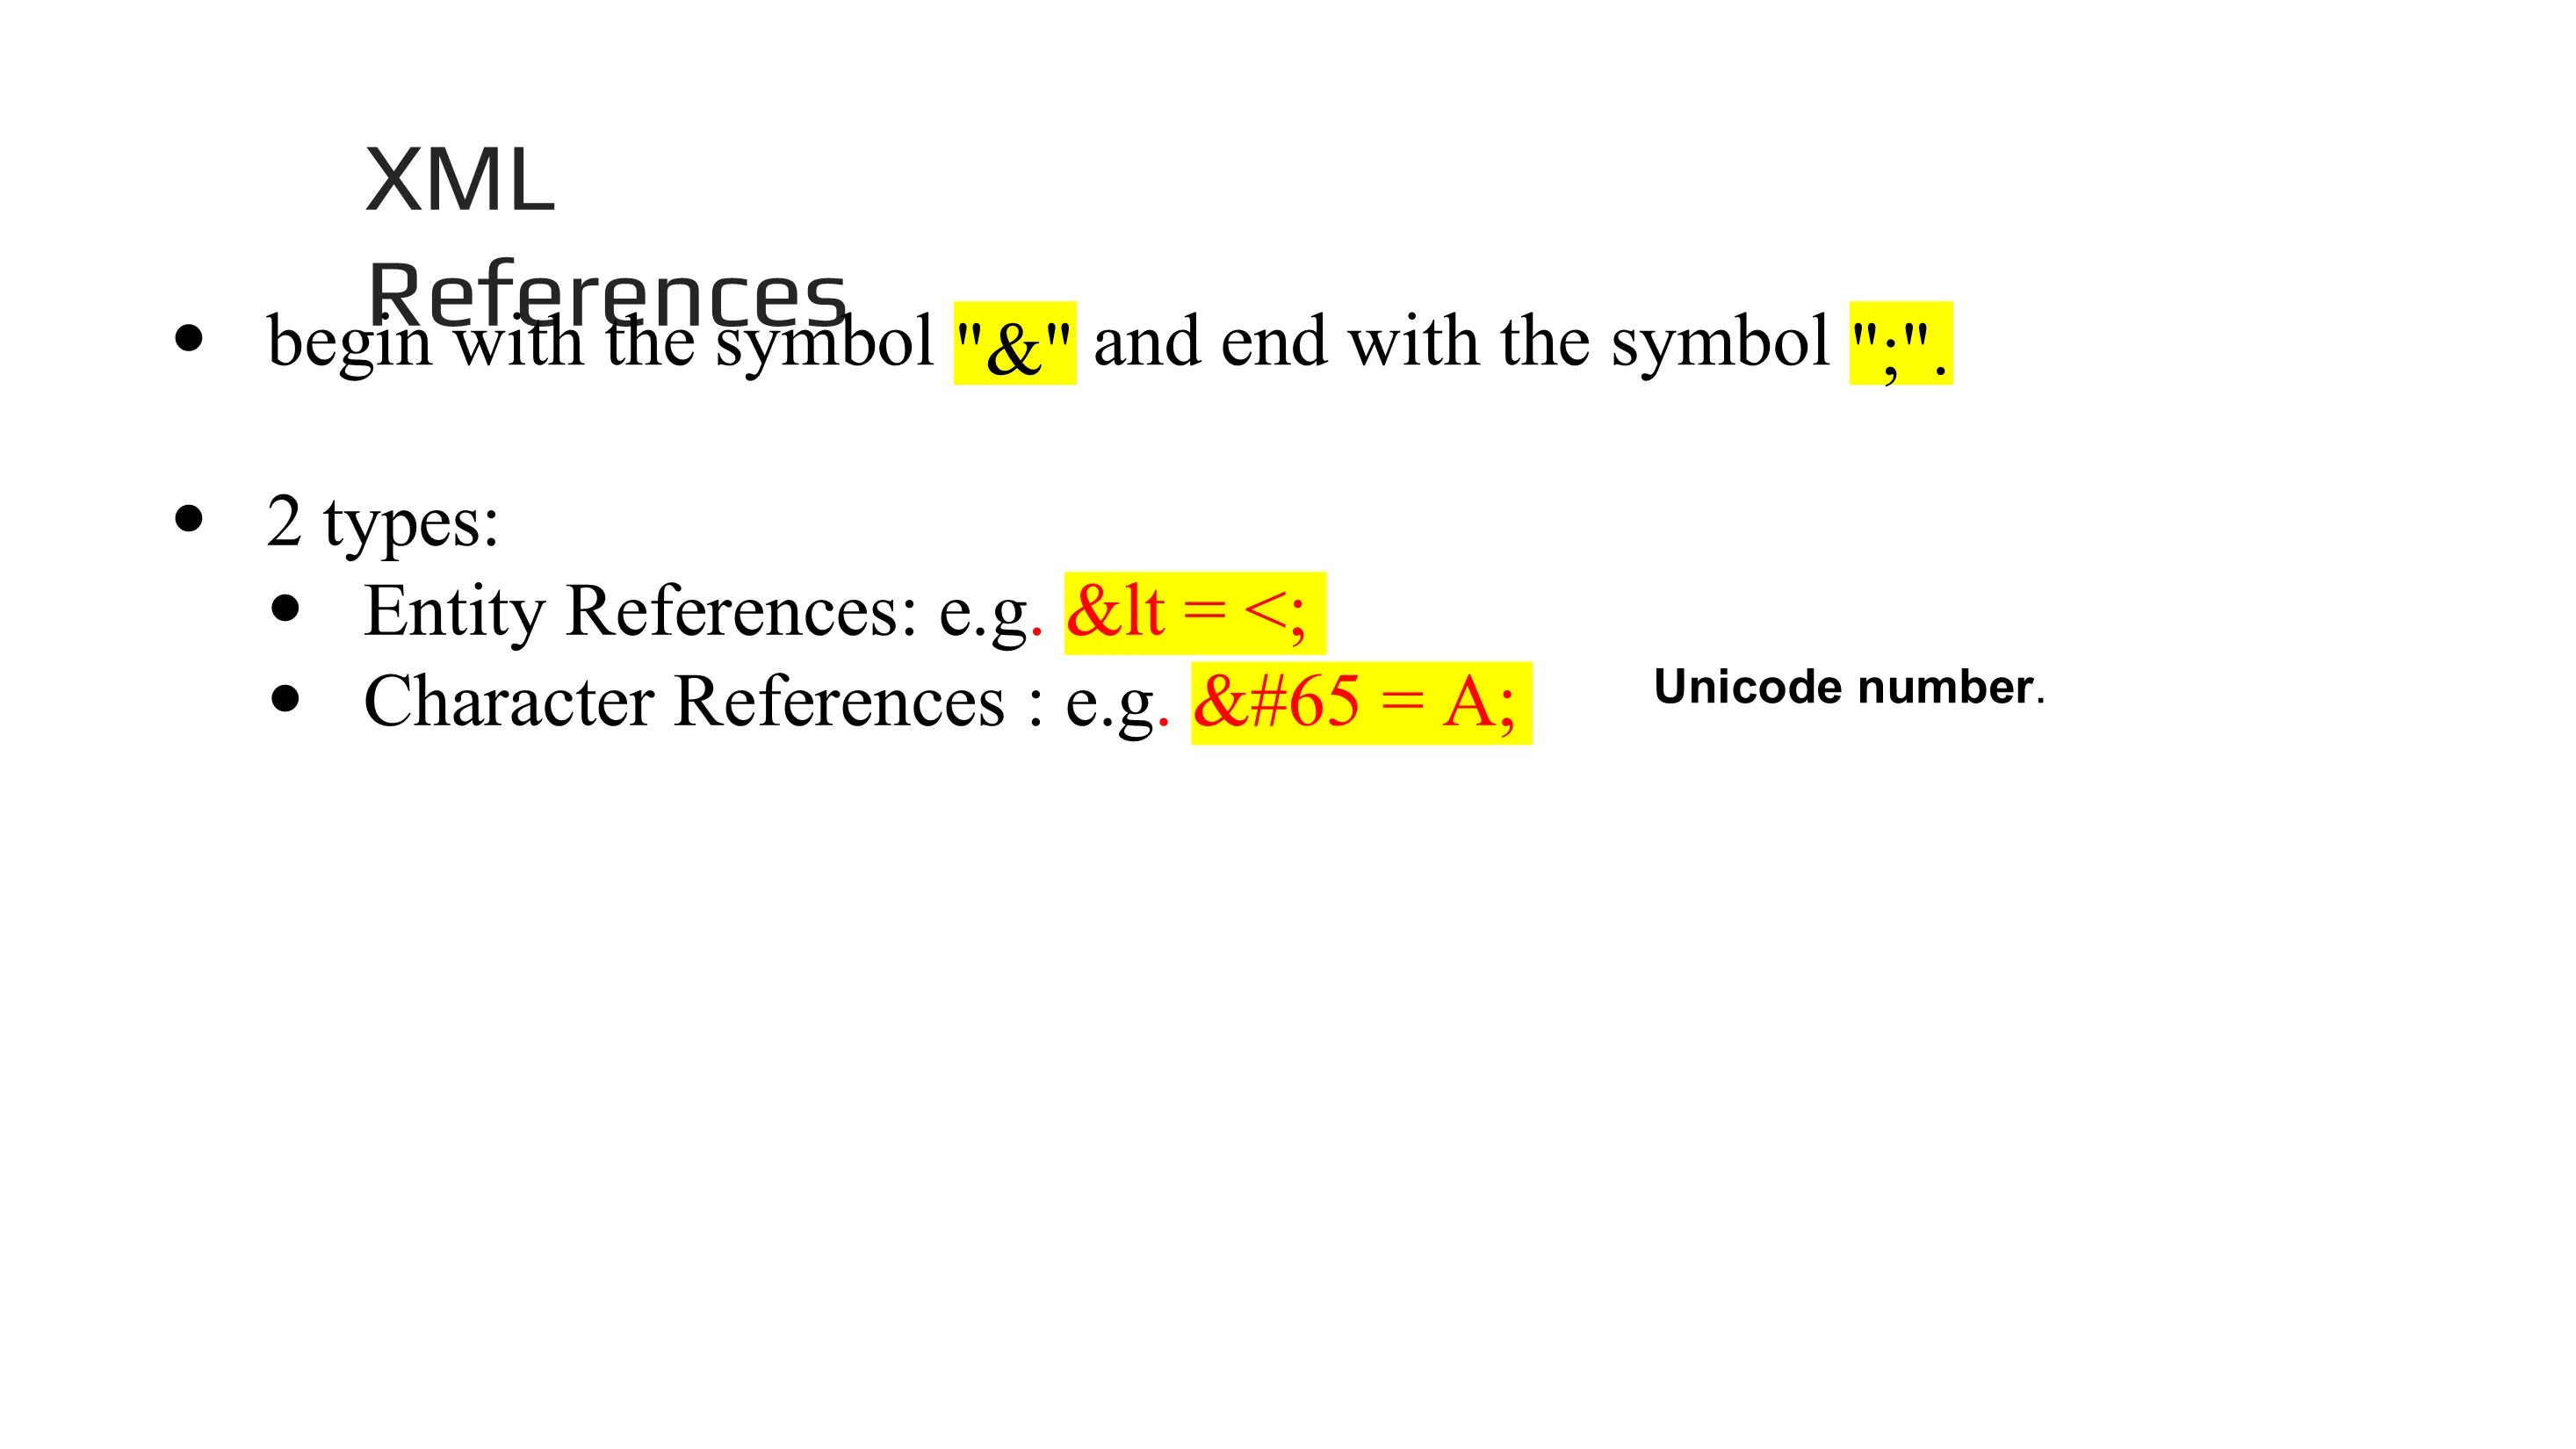 XML
References
• begin with the symbol "&" and end with the symbol ";".
• 2 types:
• Entity References: e.g. &lt = <;
• Character References : e.g. &#65 = A;
Unicode number.